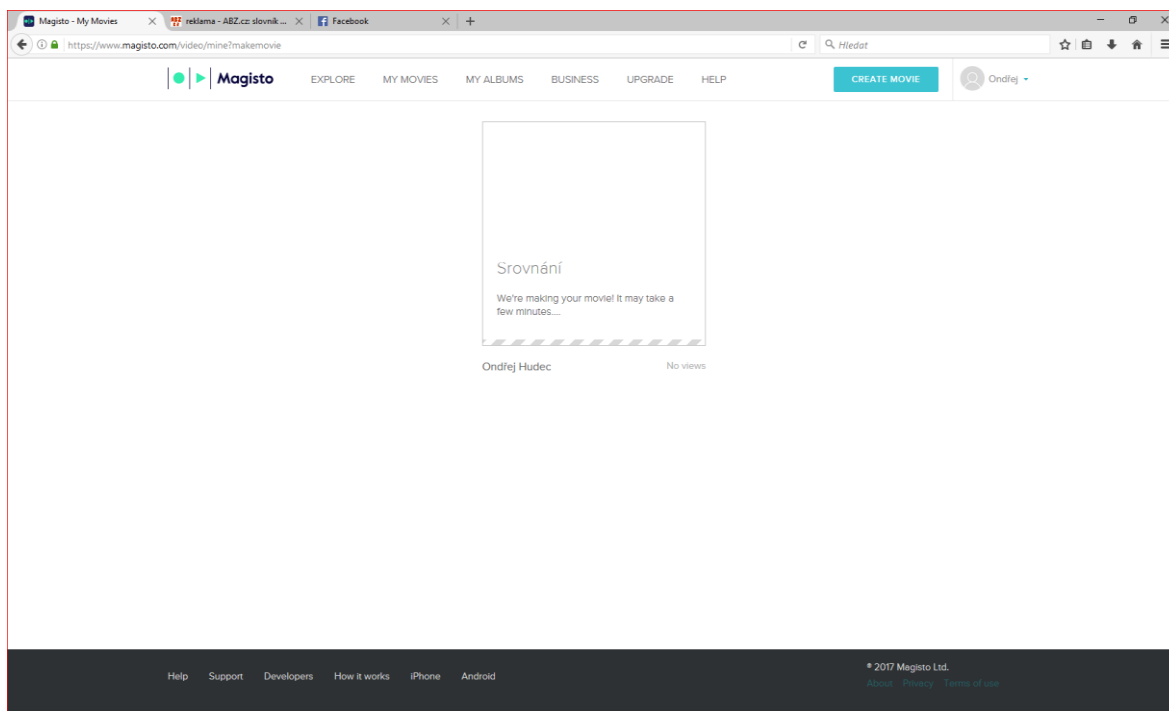 Magisto - My Movies
reklama - ABZ.cz: slovník ...
Facebook
https://www.magisto.com/video/mine?makemovie
Hledat
Magisto EXPLORE MY MOVIES MY ALBUMS BUSINESS UPGRADE HELP CREATE MOVIE Ondřej
Srovnání
We're making your movie! It may take a
few minutes....
Ondřej Hudec No views
© 2017 Magisto Ltd.
Help Support Developers How it works iPhone Android
About Privacy Terms of use